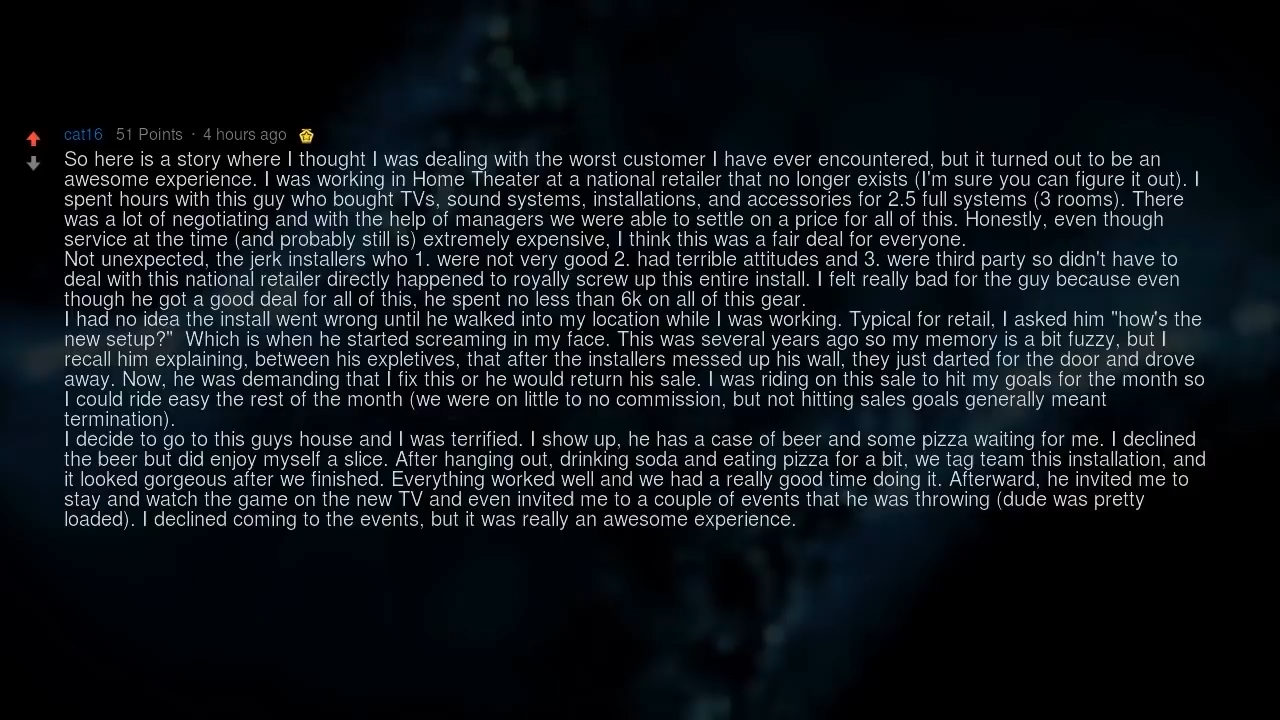 cat16 51 Points · 4 hours ago
So here is a story where I thought I was dealing with the worst customer I have ever encountered, but it turned out to be an
awesome experience. I was working in Home Theater at a national retailer that no longer exists (I'm sure you can figure it out). I
spent hours with this guy who bought TVs, sound systems, installations, and accessories for 2.5 full systems (3 rooms). There
was a lot of negotiating and with the help of managers we were able to settle on a price for all of this. Honestly, even though
service at the time (and probably still is) extremely expensive, I think this was a fair deal for everyone.
Not unexpected, the jerk installers who 1. were not very good 2. had terrible attitudes and 3. were third party so didn't have to
deal with this national retailer directly happened to royally screw up this entire install. I felt really bad for the guy because even
though he got a good deal for all of this, he spent no less than 6k on all of this gear.
I had no idea the install went wrong until he walked into my location while I was working. Typical for retail, I asked him "how's the
new setup?"  Which is when he started screaming in my face. This was several years ago so my memory is a bit fuzzy, but I
recall him explaining, between his expletives, that after the installers messed up his wall, they just darted for the door and drove
away. Now, he was demanding that I fix this or he would return his sale. I was riding on this sale to hit my goals for the month so
I could ride easy the rest of the month (we were on little to no commission, but not hitting sales goals generally meant
termination).
I decide to go to this guys house and I was terrified. I show up, he has a case of beer and some pizza waiting for me. I declined
the beer but did enjoy myself a slice. After hanging out, drinking soda and eating pizza for a bit, we tag team this installation, and
it looked gorgeous after we finished. Everything worked well and we had a really good time doing it. Afterward, he invited me to
stay and watch the game on the new TV and even invited me to a couple of events that he was throwing (dude was pretty
loaded). I declined coming to the events, but it was really an awesome experience.